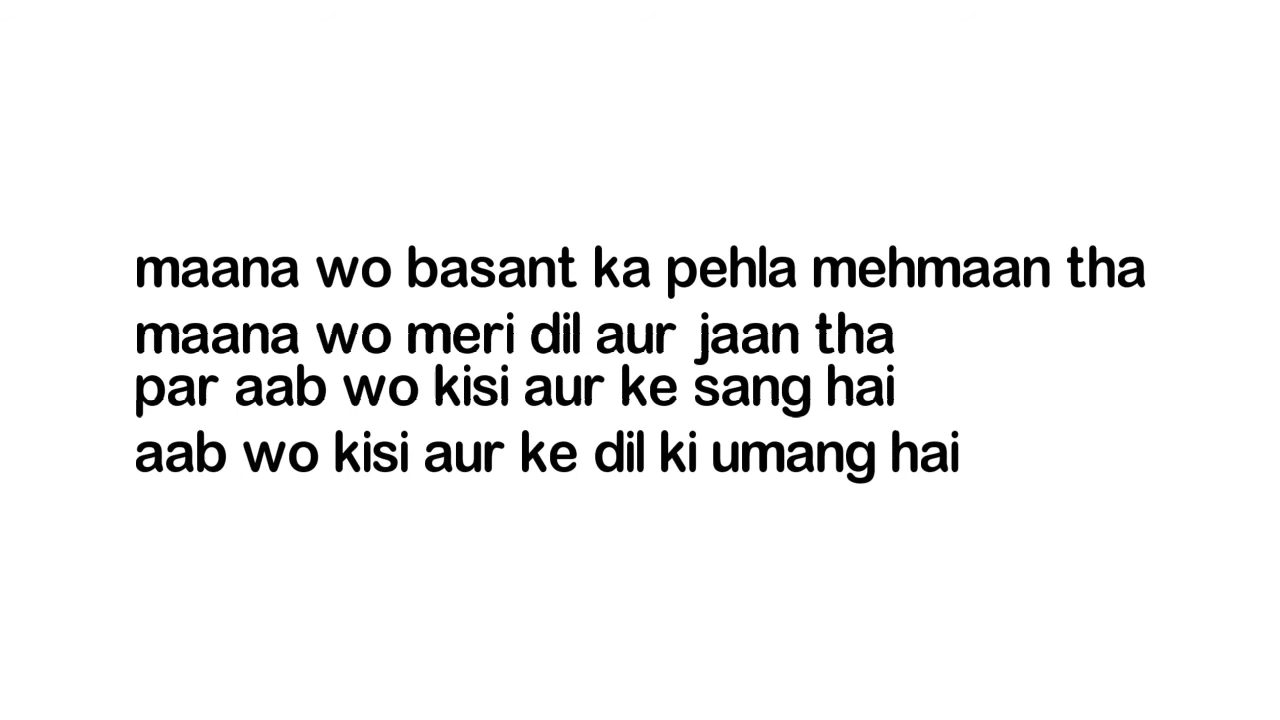 maana wo basant ka pehla mehmaan tha
maana wo meri dil aur jaan tha
par aab wo kisi aur ke sang hai
aab wo kisi aur ke dil ki umang hai